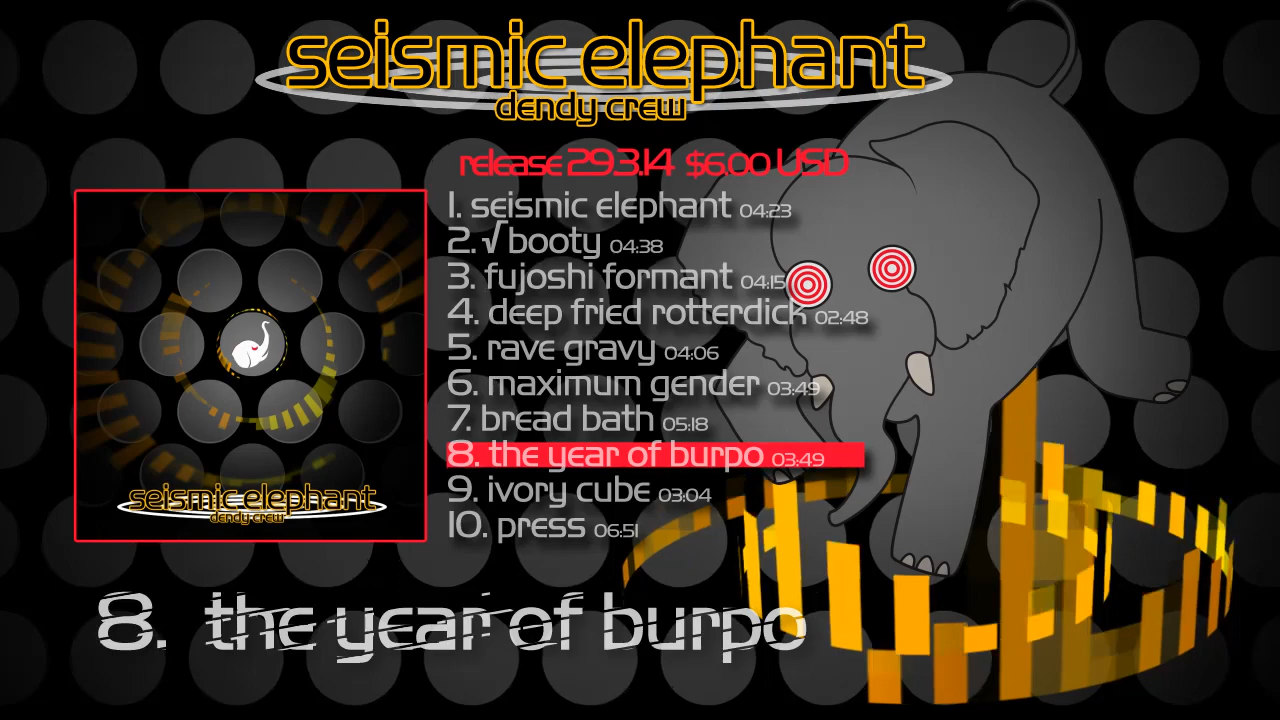 seismic elephant
dendy crew
release 29.3.14 $6.00 USD
1. seismic elephant 04:23
2. √booty 04:38
3. fujoshi formant 04:15
4. deep fried rotterdick 02:48
5. rave gravy 04:06
6. maximum gender 03:49
7. bread bath 05:18
8. the year of burpo 03:49
9. ivory cube 03:04
10. press 06:51
seismic elephant
dendy crew
8. the year of burpo